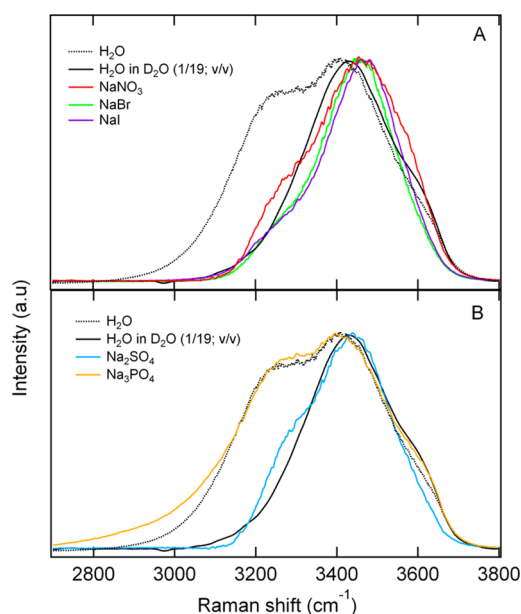 A
H₂O
H₂O in D₂O (1/19; v/v)
NaNO₃
NaBr
NaI
B
H₂O
H₂O in D₂O (1/19; v/v)
Na₂SO₄
Na₃PO₄
Intensity (a.u)
2800 3000 3200 3400 3600 3800
Raman shift (cm⁻¹)